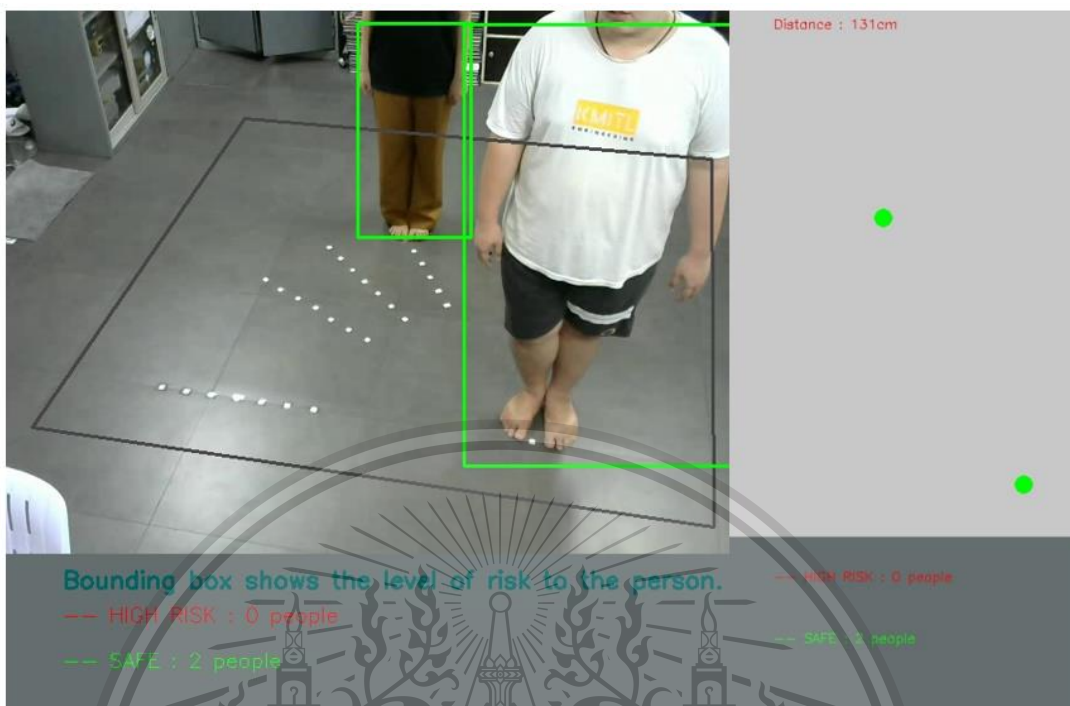 Distance : 131cm
KMITL
ENGINEERING
Bounding box shows the level of risk to the person.
-- HIGH RISK : 0 people
-- SAFE : 2 people
-- HIGH RISK : 0 people
-- SAFE : 2 people